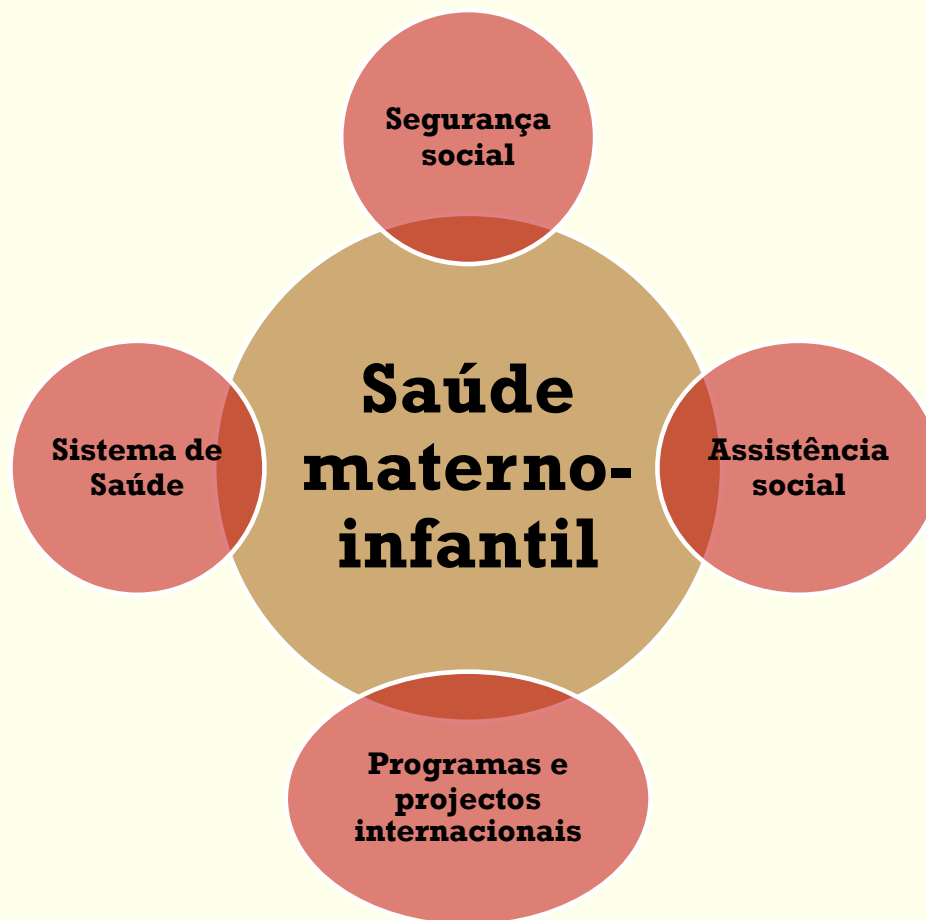 Segurança
social
Sistema de
Saúde
Saúde
materno-
infantil
Assistência
social
Programas e
projectos
internacionais